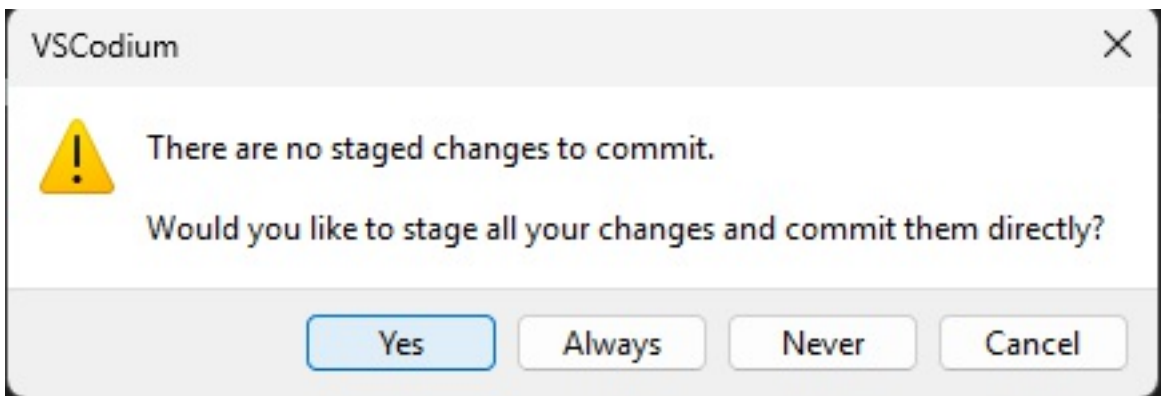 VSCodium
There are no staged changes to commit.
Would you like to stage all your changes and commit them directly?
Yes
Always
Never
Cancel